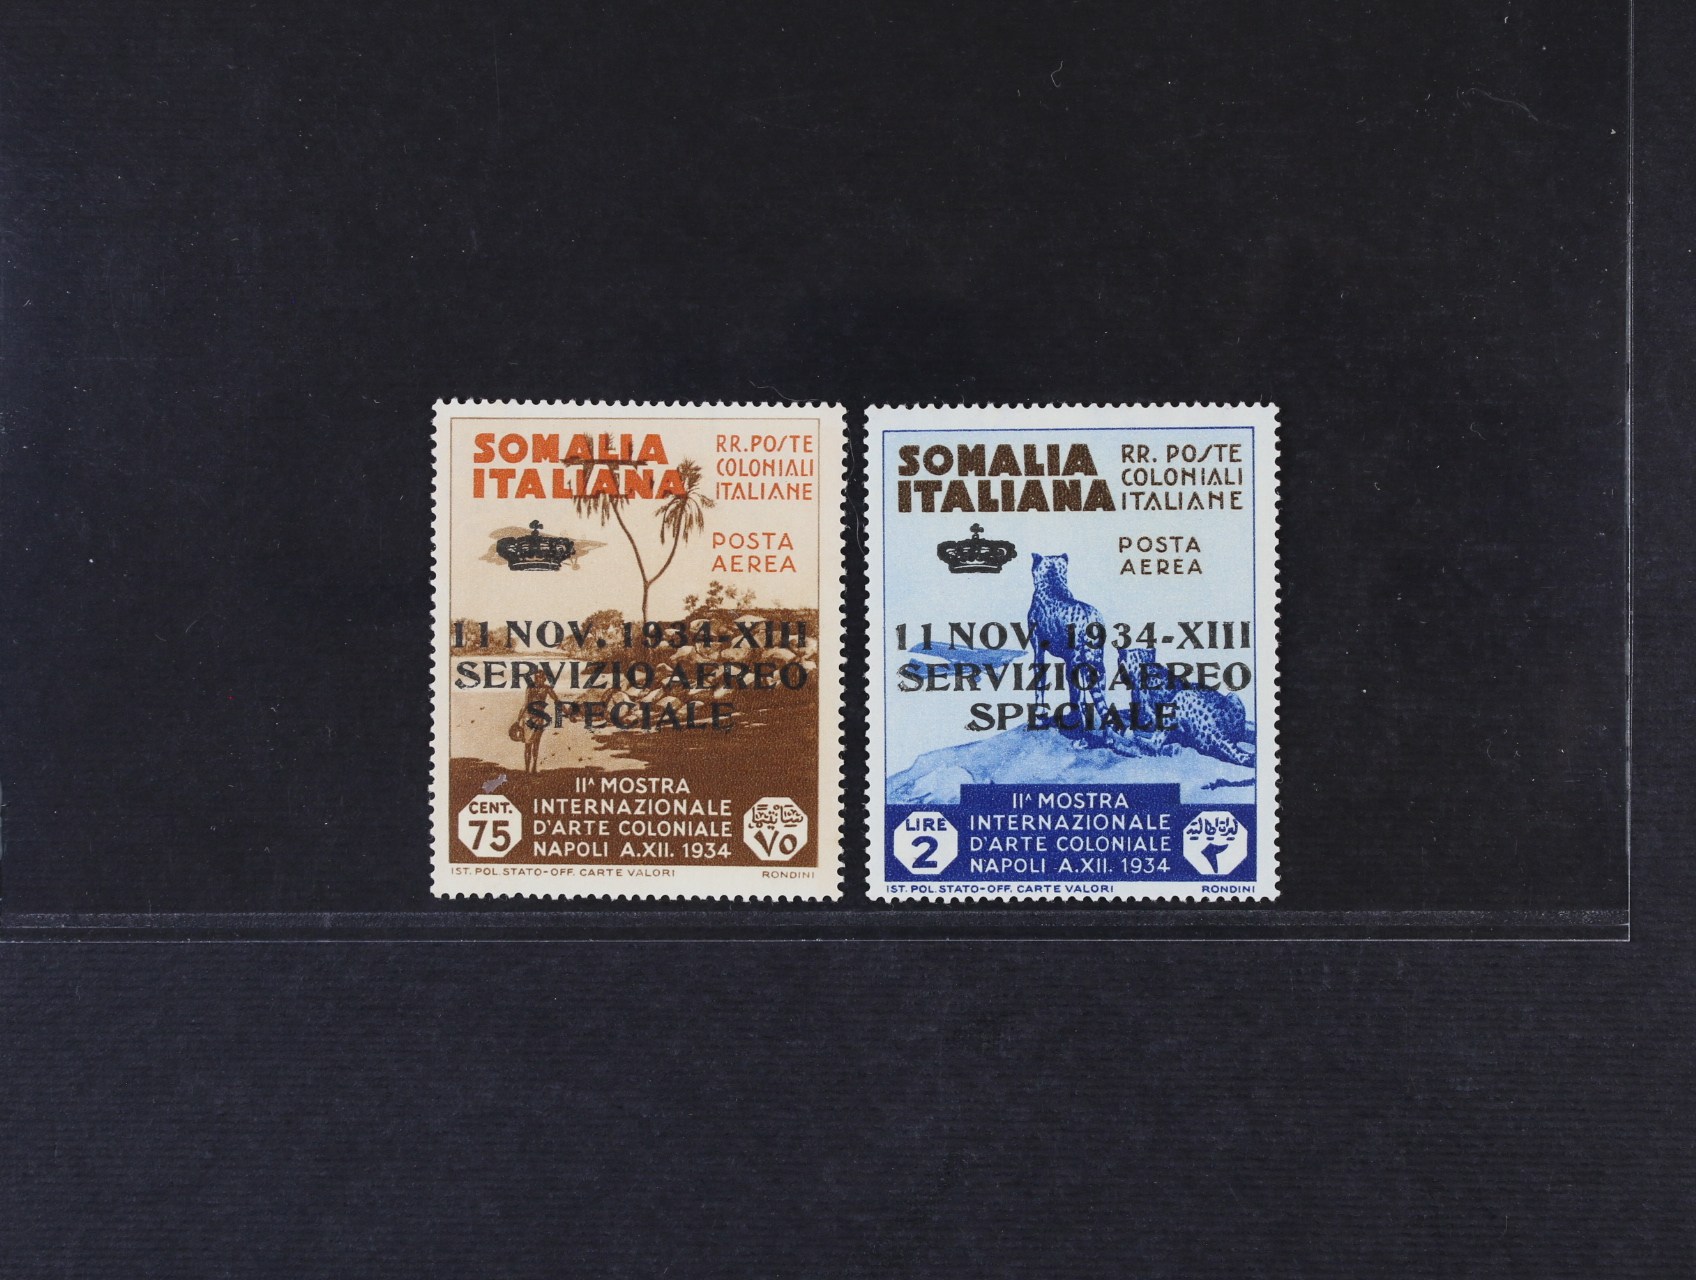 SOMALIA
ITALIANA
RR. POSTE
COLONIALI
ITALIANE
POSTA
AEREA
11 NOV. 1934-XIII
SERVIZIO AEREO
SPECIALE
IIᴬ MOSTRA
INTERNAZIONALE
D'ARTE COLONIALE
NAPOLI A.XII. 1934
CENT.
75
٧٥
IST. POL. STATO-OFF. CARTE VALORI
RONDINI
SOMALIA
ITALIANA
RR. POSTE
COLONIALI
ITALIANE
POSTA
AEREA
11 NOV. 1934-XIII
SERVIZIO AEREO
SPECIALE
IIᴬ MOSTRA
INTERNAZIONALE
D'ARTE COLONIALE
NAPOLI A.XII. 1934
LIRE
2
٢
IST. POL. STATO-OFF. CARTE VALORI
RONDINI